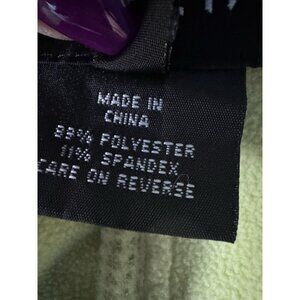 MADE IN
CHINA
89% POLYESTER
11% SPANDEX
CARE ON REVERSE